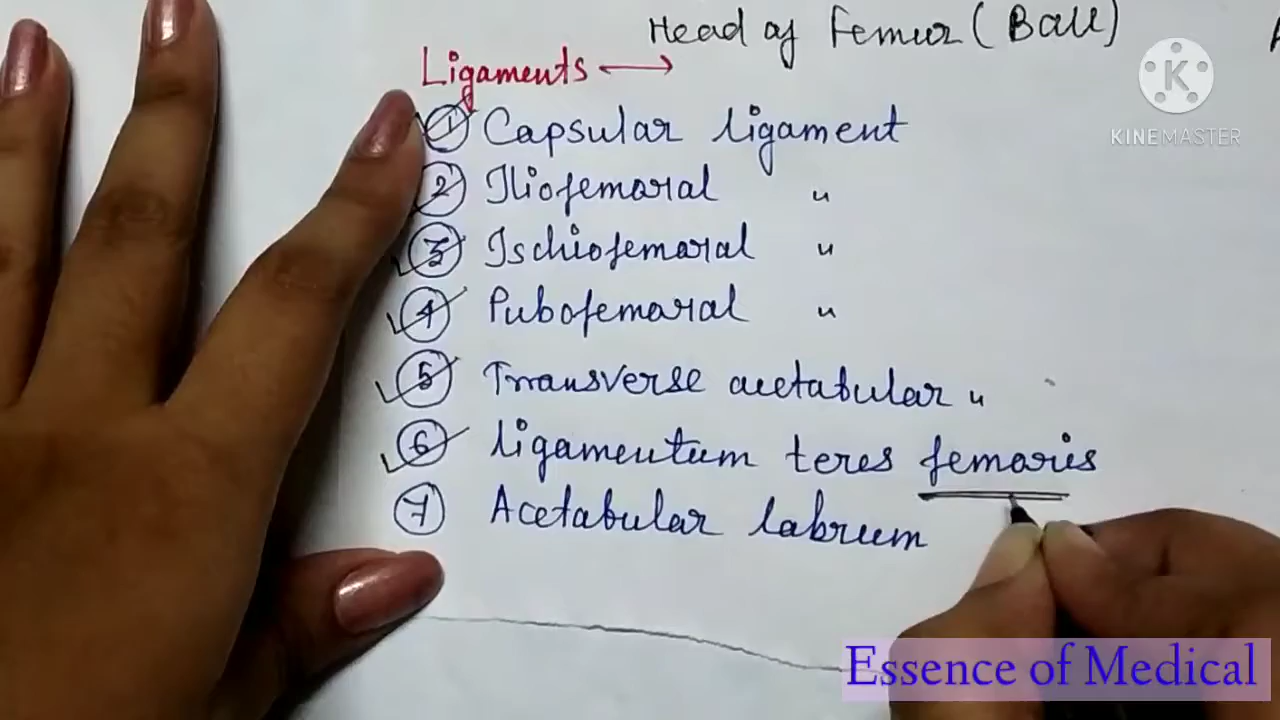 Head of Femur (Ball)
Ligaments →
① Capsular ligament
② Iliofemoral "
③ Ischiofemoral "
④ Pubofemoral "
⑤ Transverse acetabular "
⑥ ligamentum teres femoris
⑦ Acetabular labrum
K
KINEMASTER
Essence of Medical